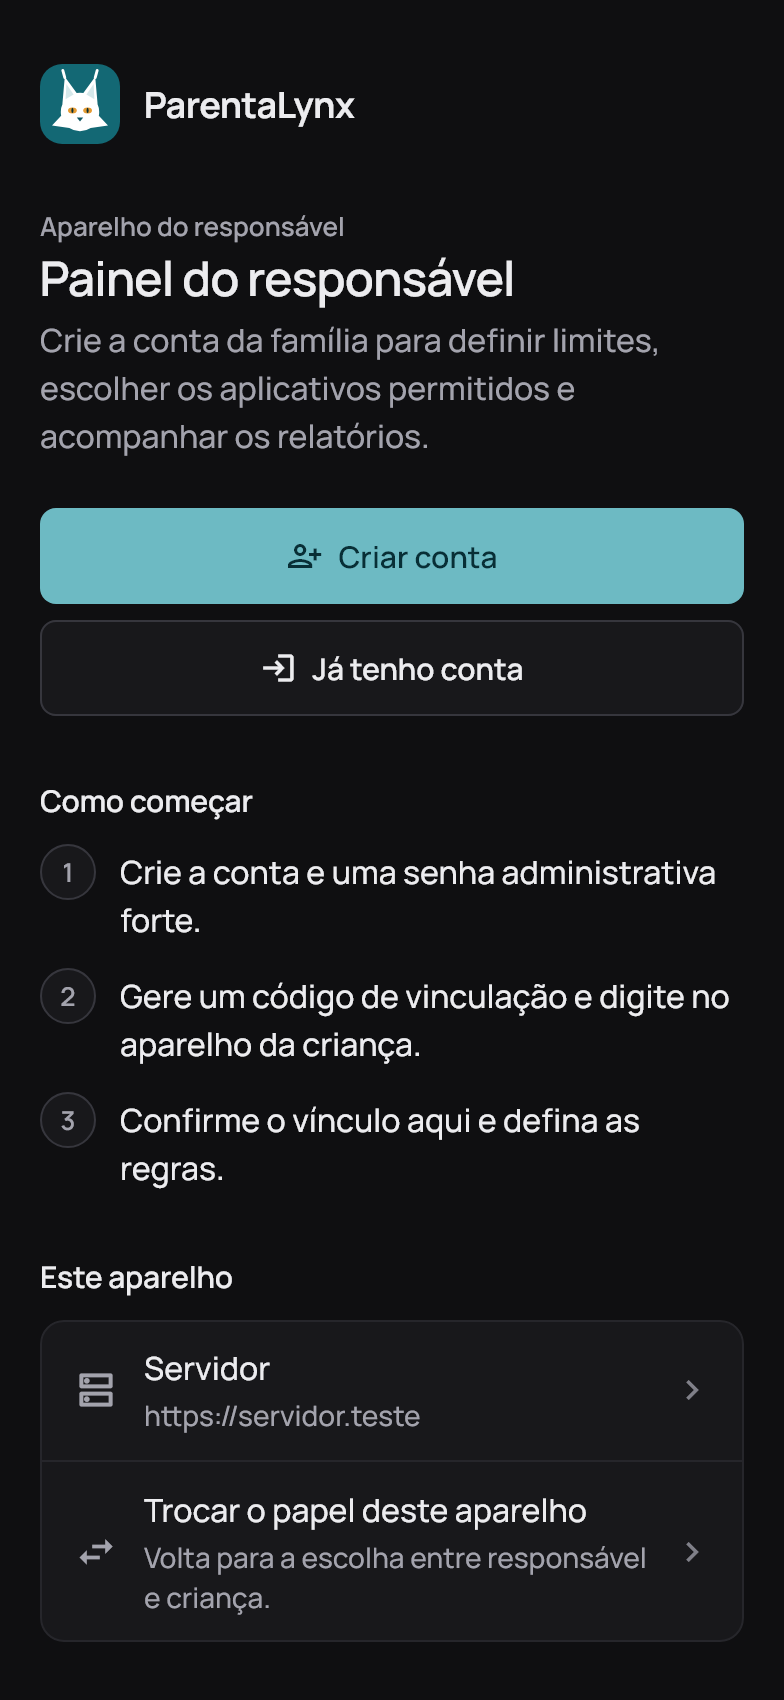 ParentaLynx
Aparelho do responsável
Painel do responsável
Crie a conta da família para definir limites,
escolher os aplicativos permitidos e
acompanhar os relatórios.
Criar conta
Já tenho conta
Como começar
1 Crie a conta e uma senha administrativa
forte.
2 Gere um código de vinculação e digite no
aparelho da criança.
3 Confirme o vínculo aqui e defina as
regras.
Este aparelho
Servidor
https://servidor.teste
Trocar o papel deste aparelho
Volta para a escolha entre responsável
e criança.